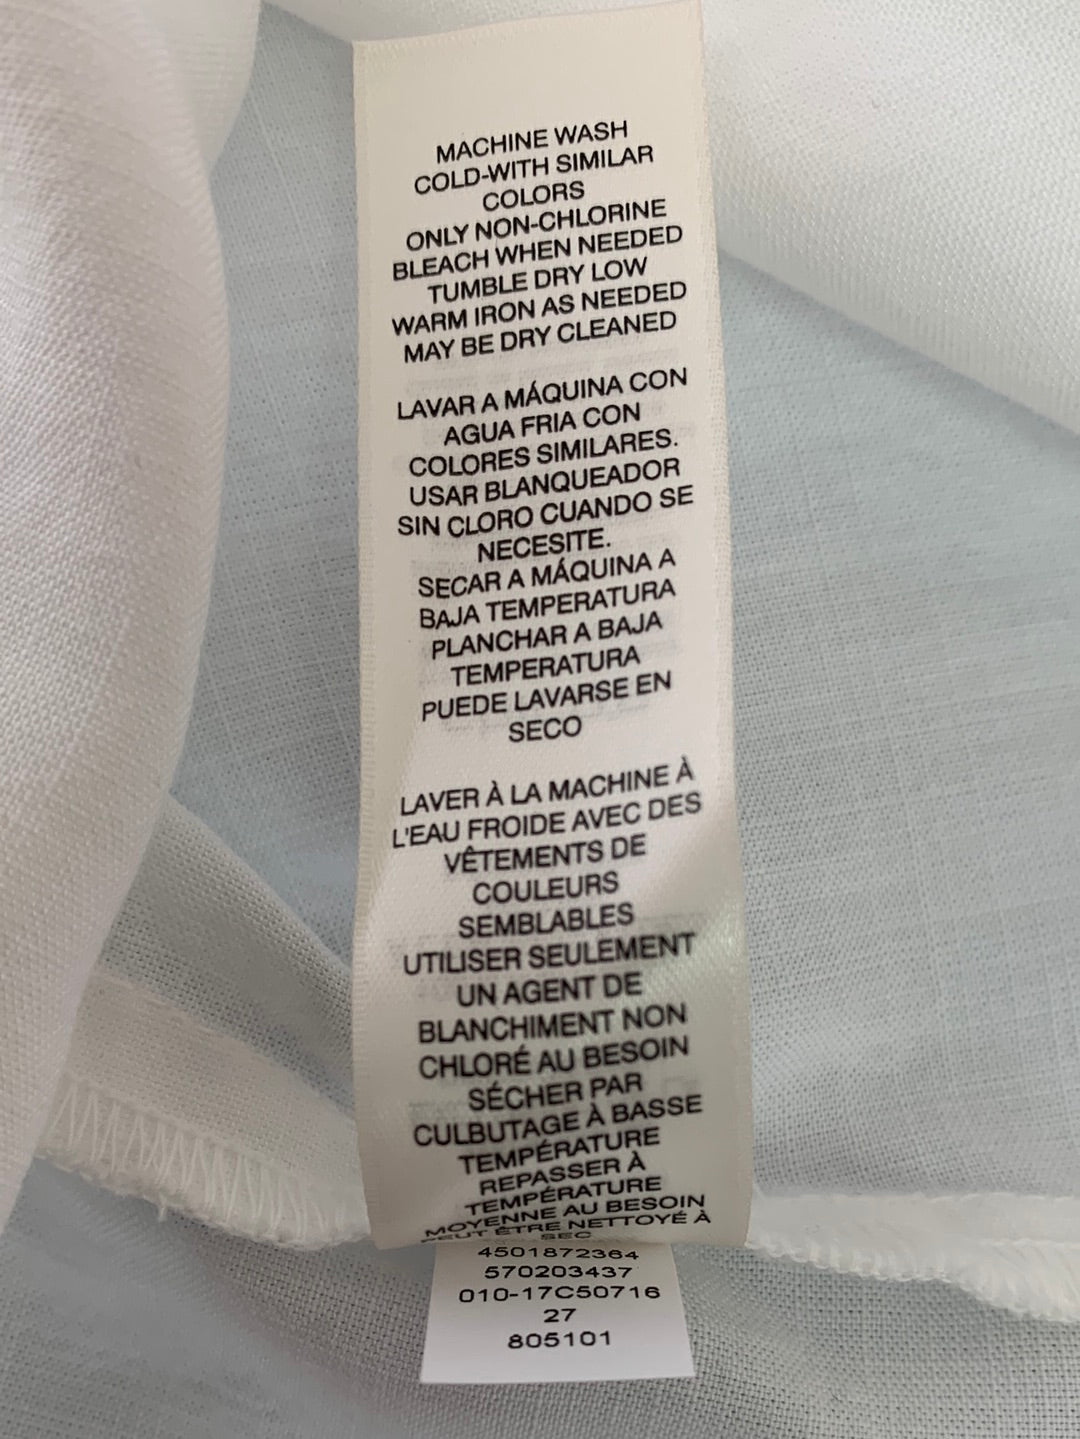 MACHINE WASH
COLD-WITH SIMILAR
COLORS
ONLY NON-CHLORINE
BLEACH WHEN NEEDED
TUMBLE DRY LOW
WARM IRON AS NEEDED
MAY BE DRY CLEANED
LAVAR A MÁQUINA CON
AGUA FRIA CON
COLORES SIMILARES.
USAR BLANQUEADOR
SIN CLORO CUANDO SE
NECESITE.
SECAR A MÁQUINA A
BAJA TEMPERATURA
PLANCHAR A BAJA
TEMPERATURA
PUEDE LAVARSE EN
SECO
LAVER À LA MACHINE À
L'EAU FROIDE AVEC DES
VÊTEMENTS DE
COULEURS
SEMBLABLES
UTILISER SEULEMENT
UN AGENT DE
BLANCHIMENT NON
CHLORÉ AU BESOIN
SÉCHER PAR
CULBUTAGE À BASSE
TEMPÉRATURE
REPASSER À
TEMPÉRATURE
MOYENNE AU BESOIN
PEUT ÊTRE NETTOYÉ À
SEC
4501872364
570203437
010-17C50716
27
805101